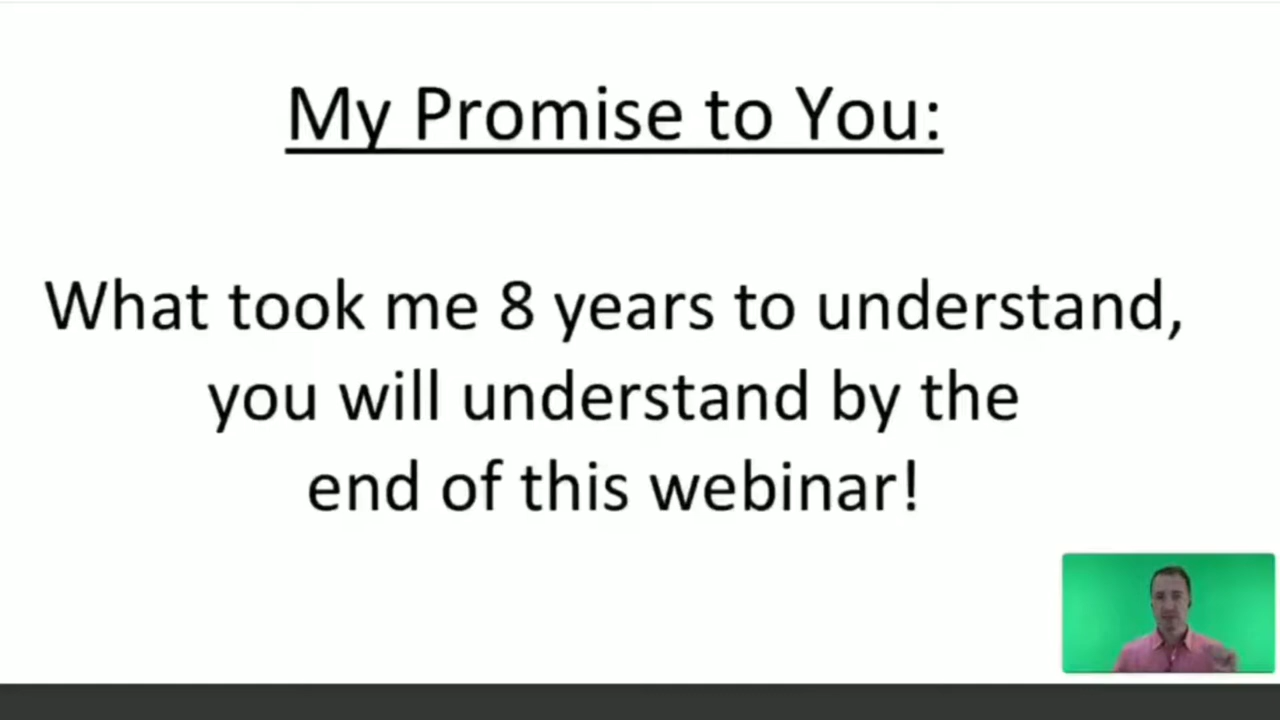 My Promise to You:
What took me 8 years to understand,
you will understand by the
end of this webinar!